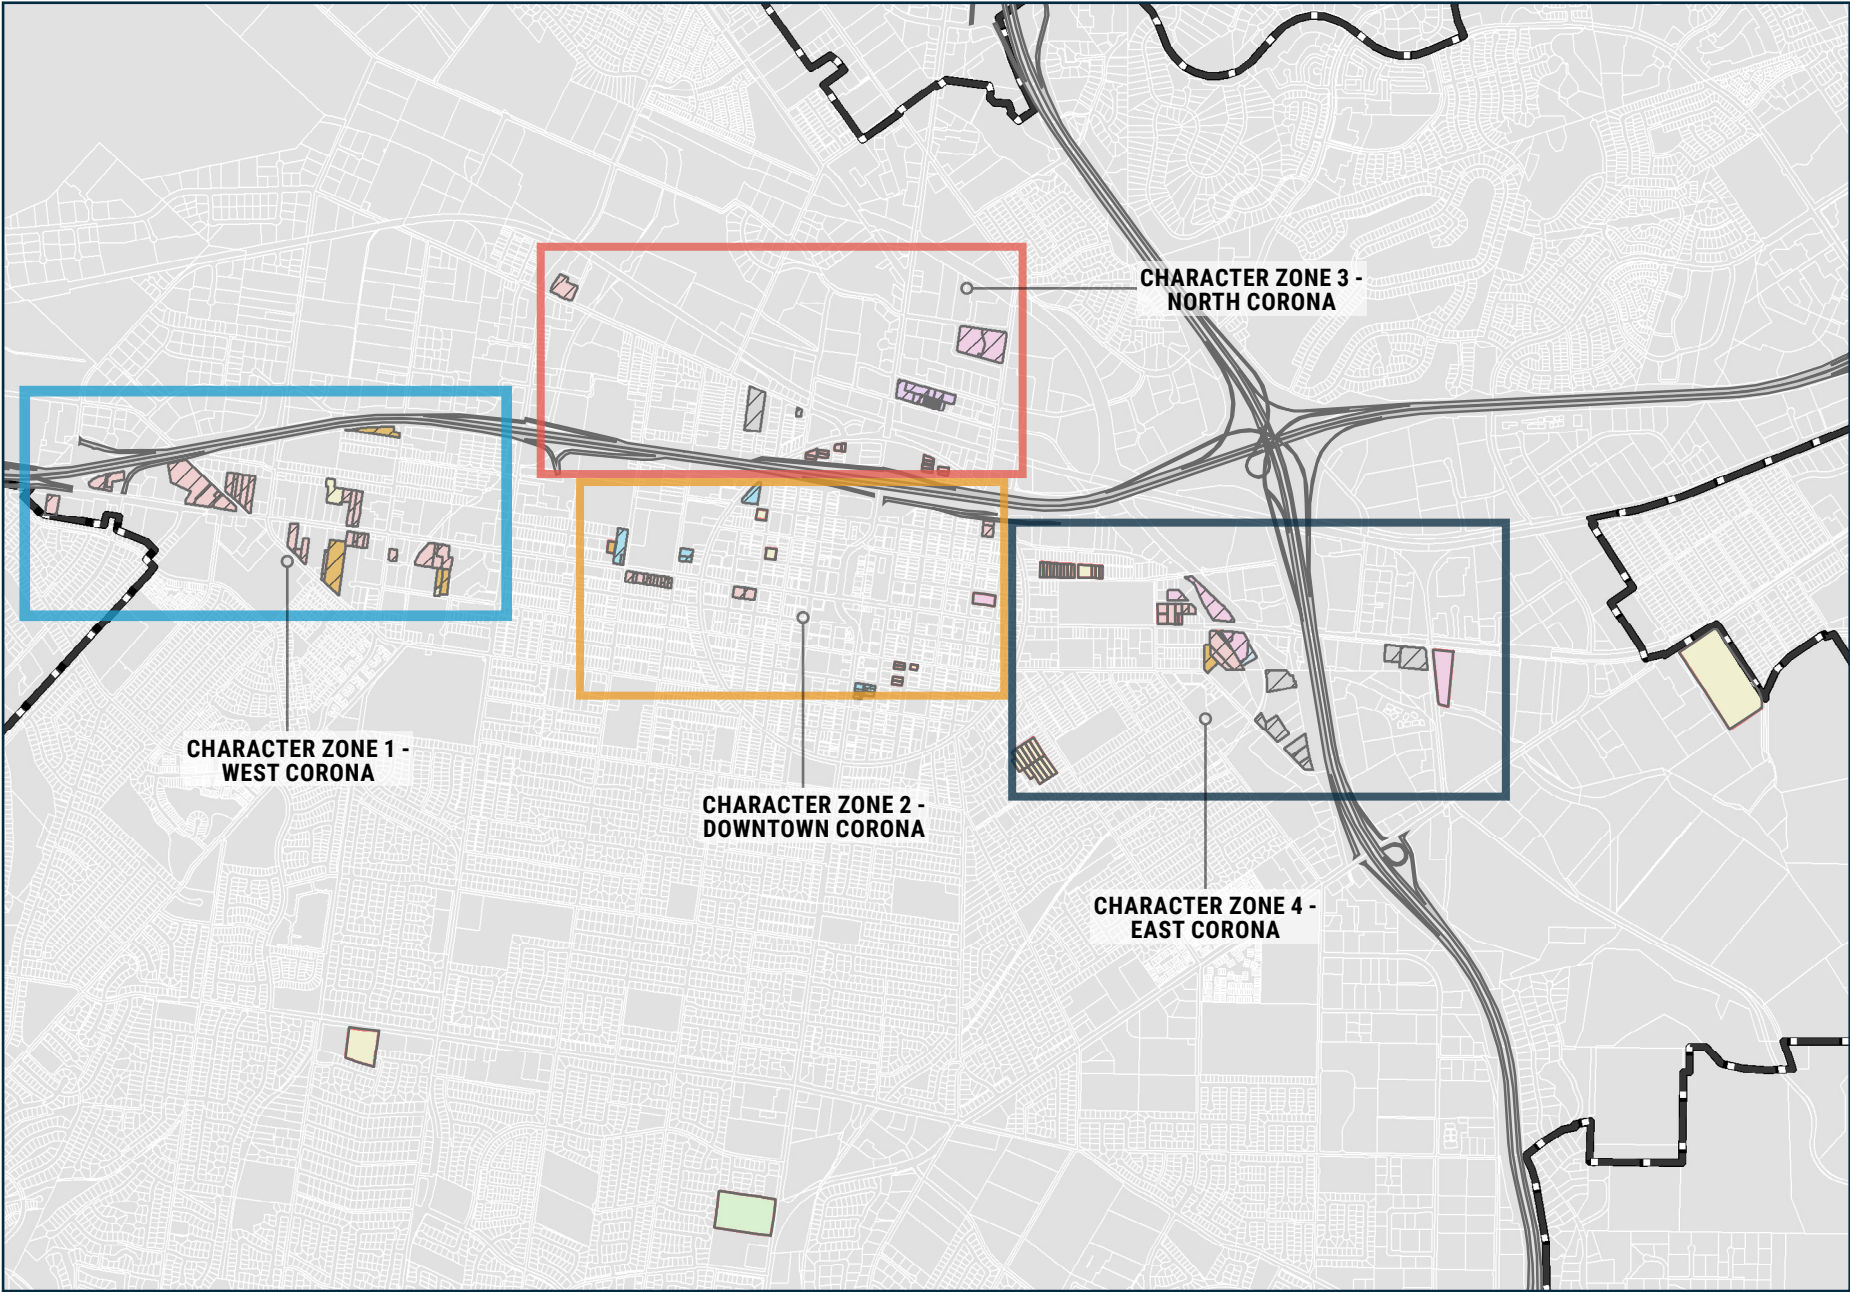 CHARACTER ZONE 3 -
NORTH CORONA
CHARACTER ZONE 1 -
WEST CORONA
CHARACTER ZONE 2 -
DOWNTOWN CORONA
CHARACTER ZONE 4 -
EAST CORONA